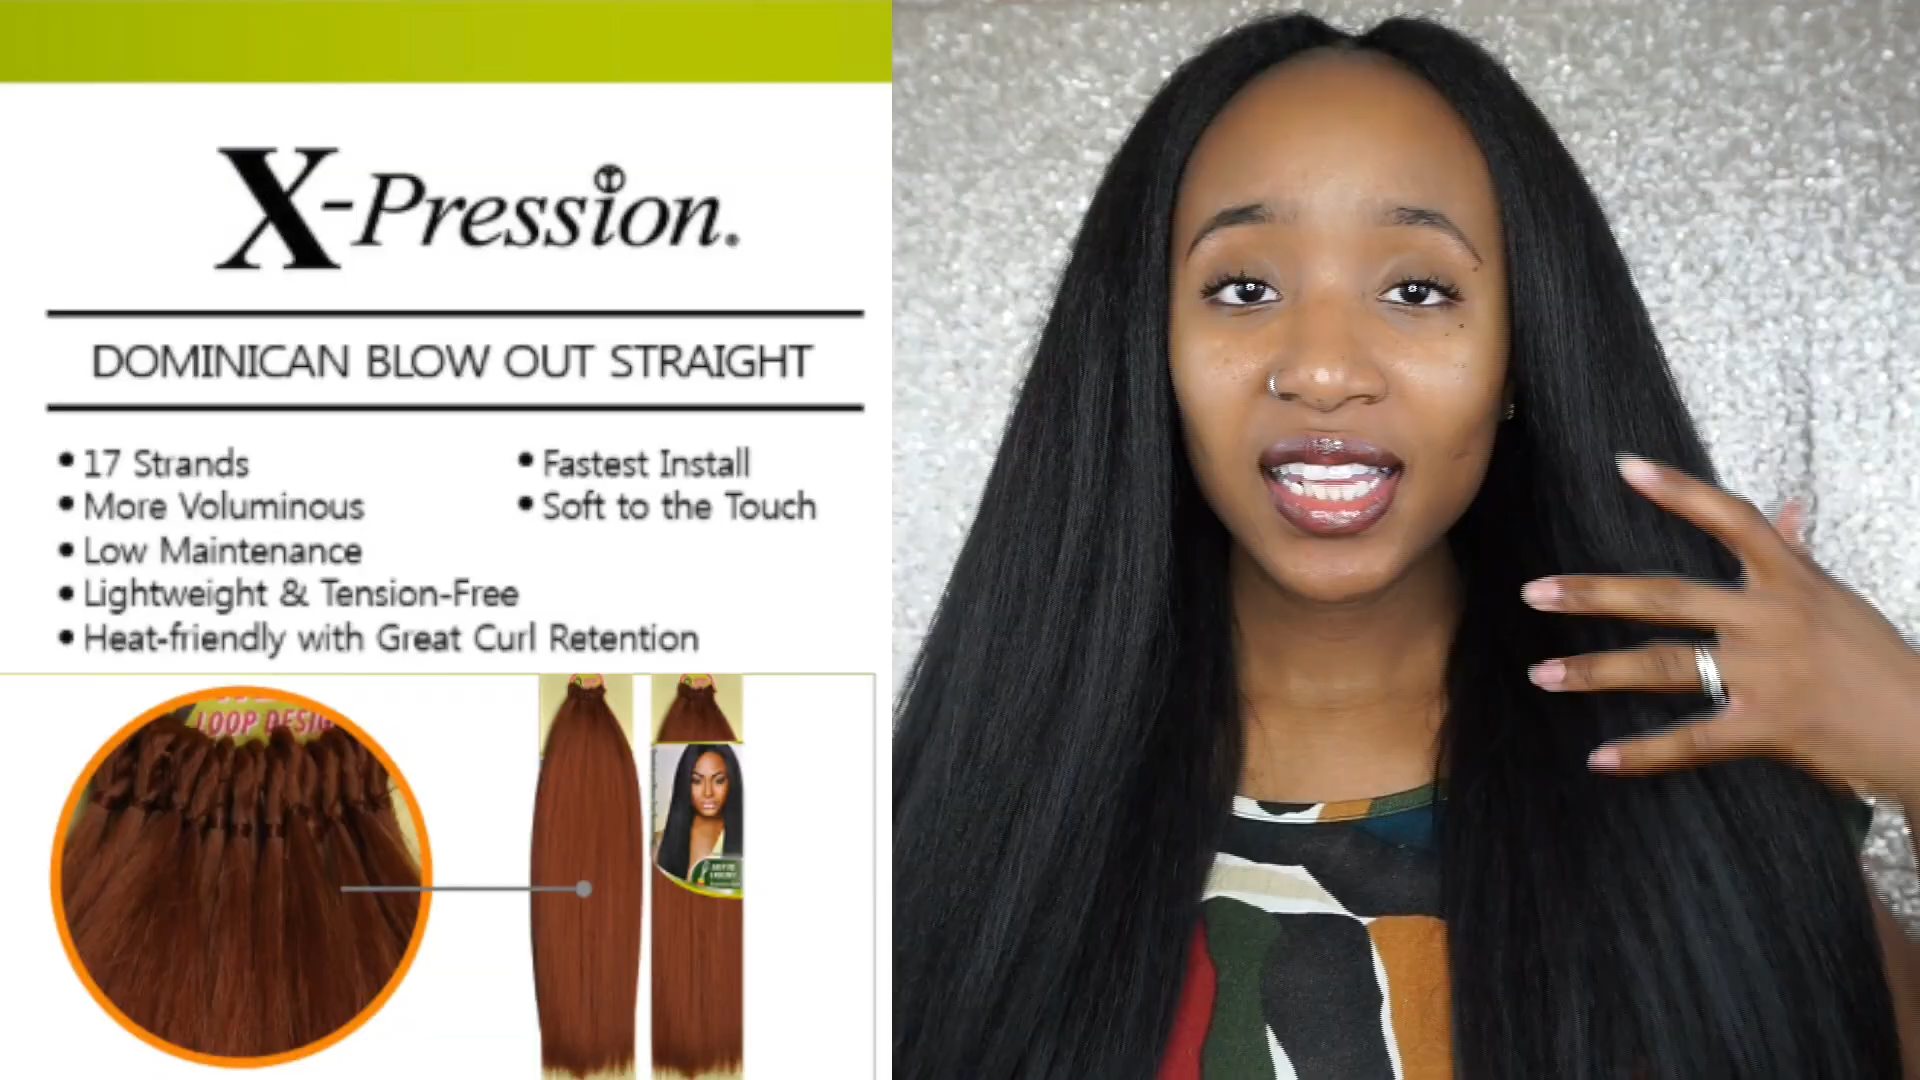 X-Pression®
DOMINICAN BLOW OUT STRAIGHT
• 17 Strands
• More Voluminous
• Low Maintenance
• Lightweight & Tension-Free
• Heat-friendly with Great Curl Retention
• Fastest Install
• Soft to the Touch
LOOP